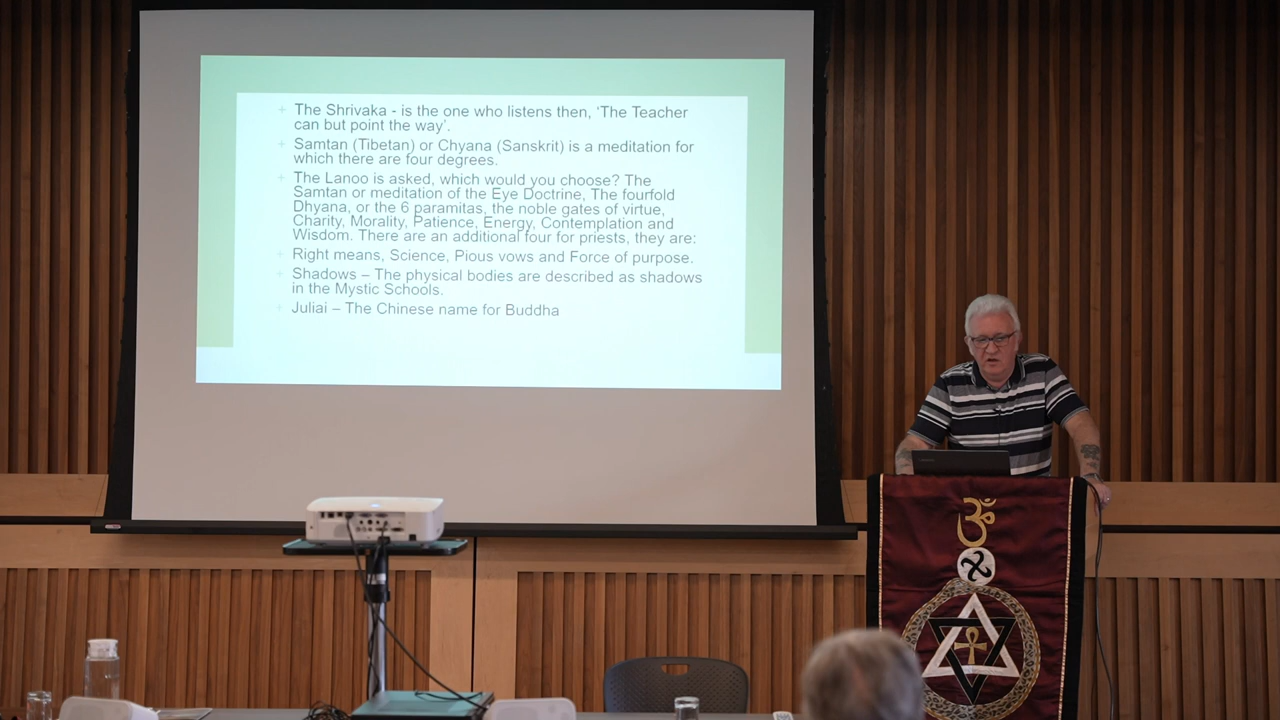 The Shrivaka - is the one who listens then, ‘The Teacher
can but point the way’.
Samtan (Tibetan) or Chyana (Sanskrit) is a meditation for
which there are four degrees.
The Lanoo is asked, which would you choose? The
Samtan or meditation of the Eye Doctrine, The fourfold
Dhyana, or the 6 paramitas, the noble gates of virtue,
Charity, Morality, Patience, Energy, Contemplation and
Wisdom. There are an additional four for priests, they are:
Right means, Science, Pious vows and Force of purpose.
Shadows – The physical bodies are described as shadows
in the Mystic Schools.
Juliai – The Chinese name for Buddha
ॐ